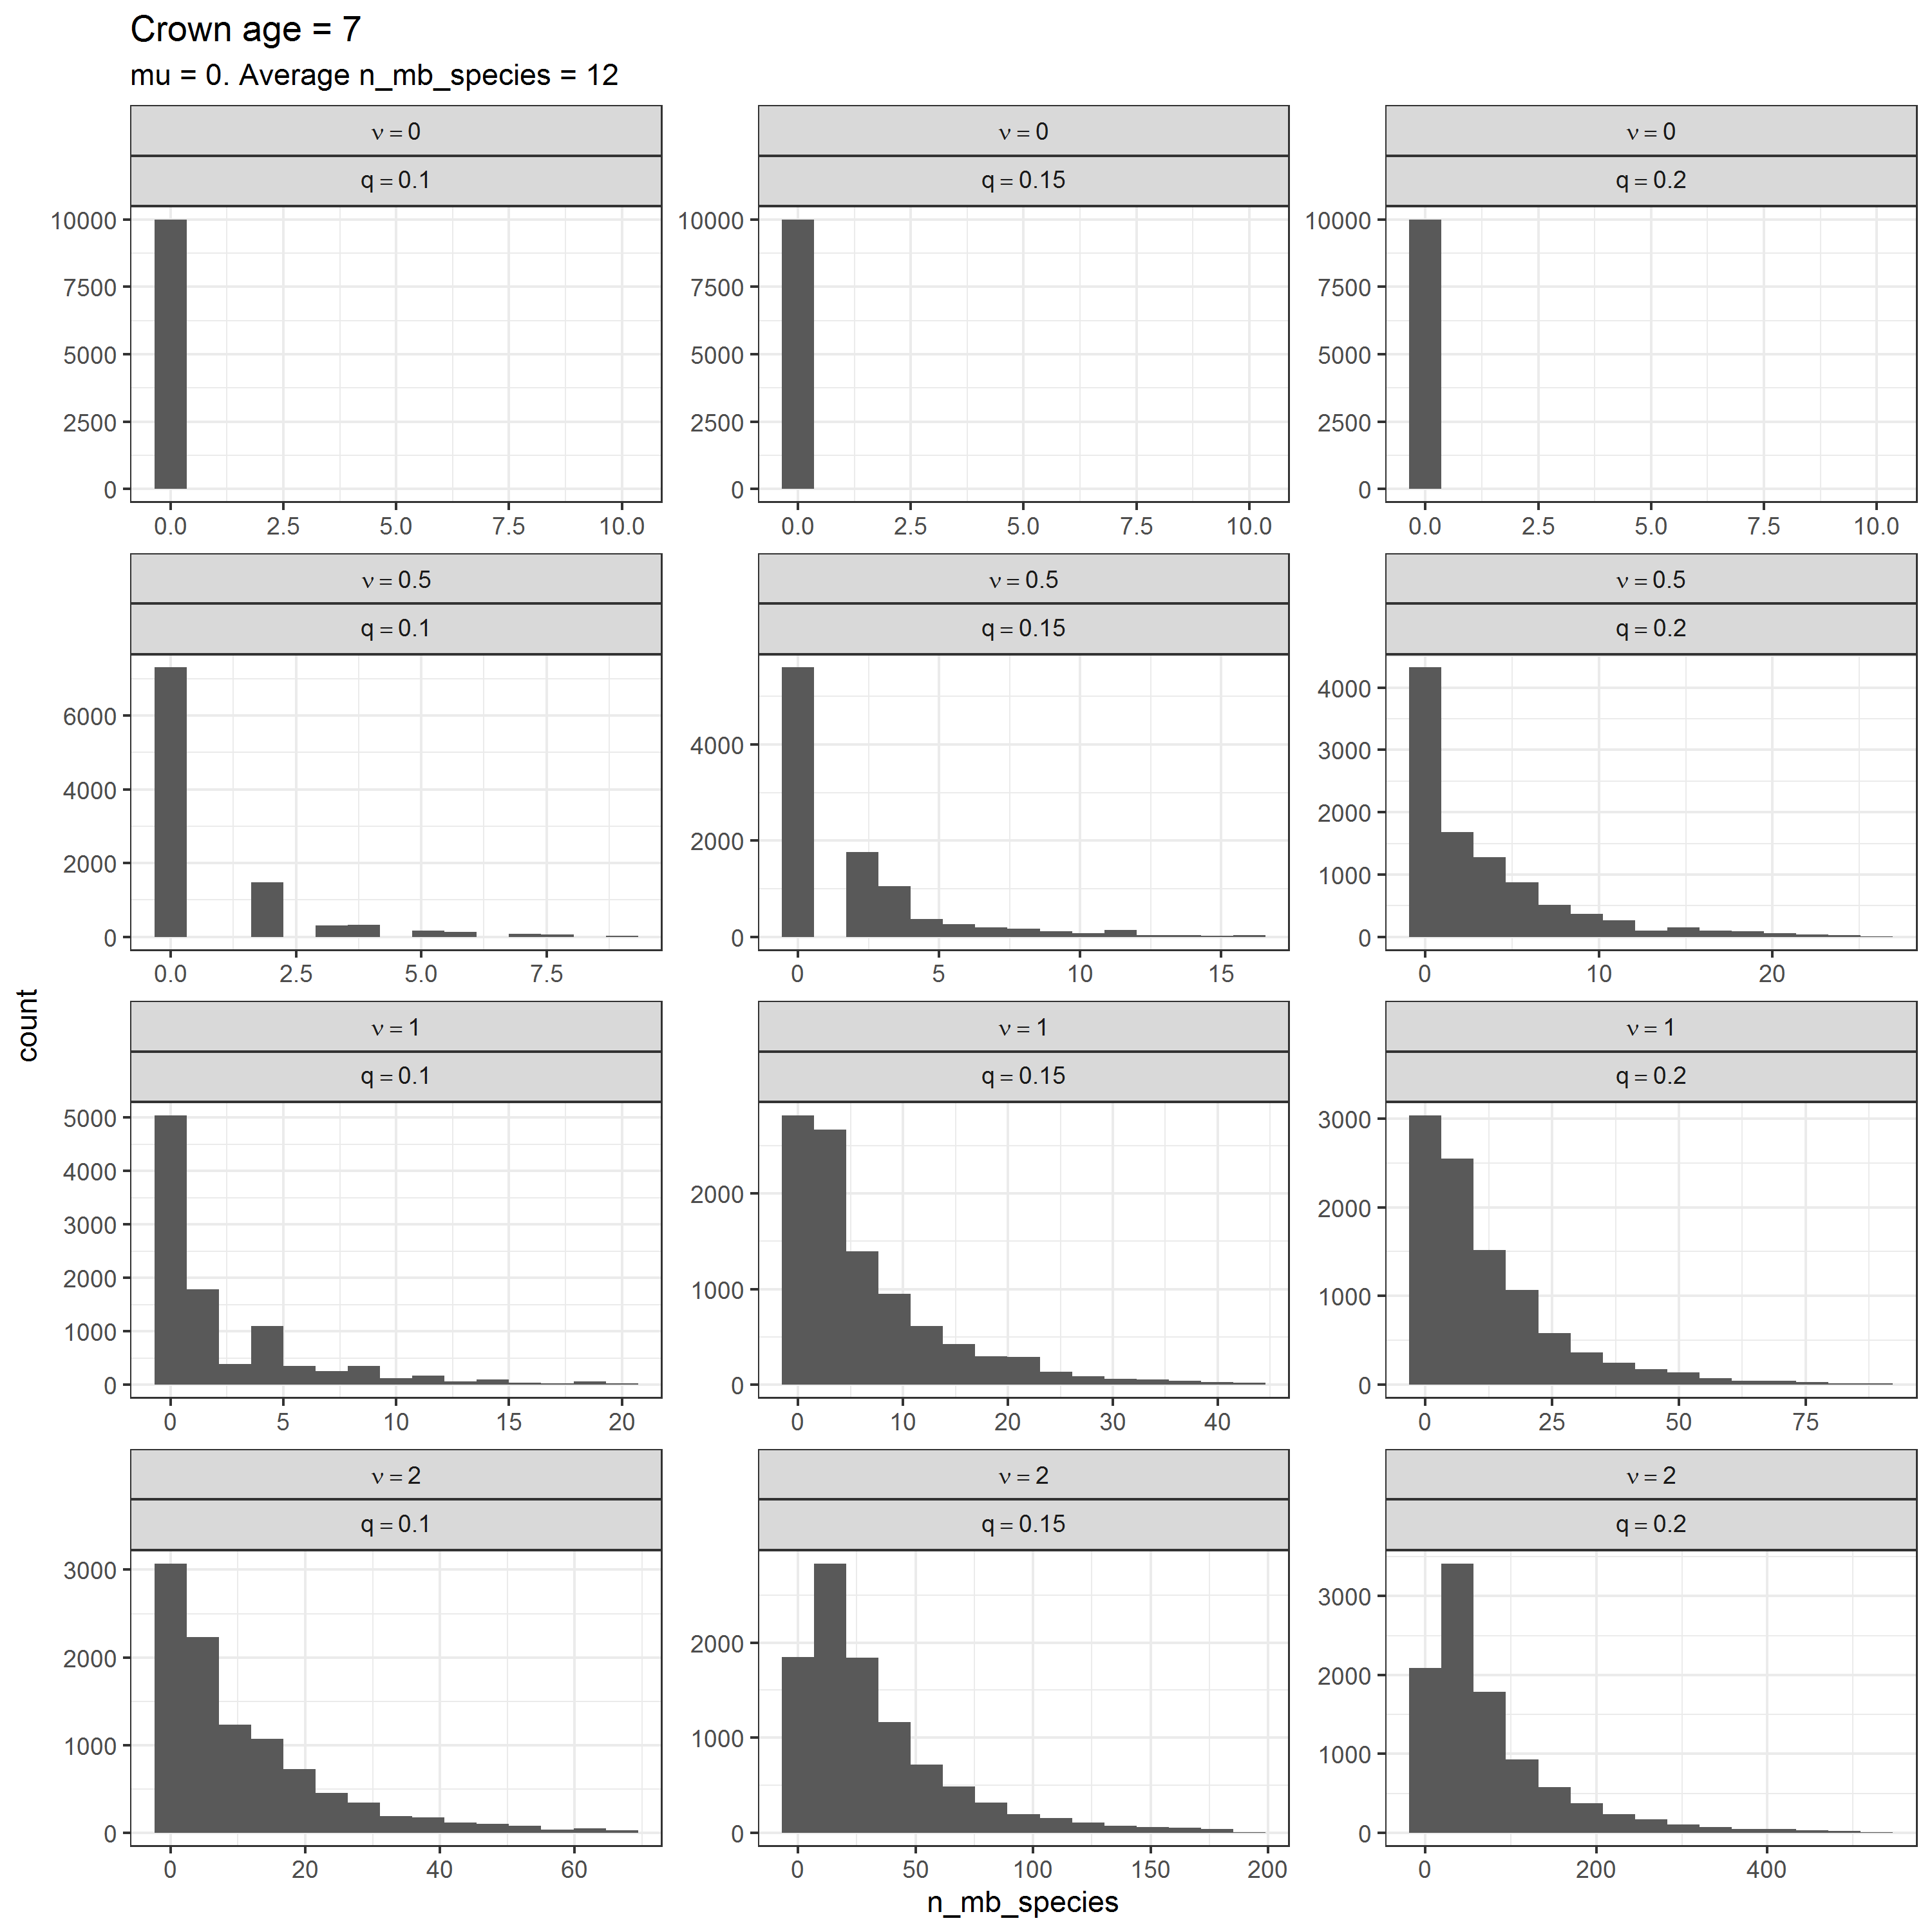 Crown age = 7
mu = 0. Average n_mb_species = 12
ν = 0 ν = 0 ν = 0
q = 0.1 q = 0.15 q = 0.2
10000 10000 10000
7500 7500 7500
5000 5000 5000
2500 2500 2500
0 0 0
0.0 2.5 5.0 7.5 10.0 0.0 2.5 5.0 7.5 10.0 0.0 2.5 5.0 7.5 10.0
ν = 0.5 ν = 0.5 ν = 0.5
q = 0.1 q = 0.15 q = 0.2
6000 4000 4000
4000 2000 3000
2000 0 2000
0 1000
0
0.0 2.5 5.0 7.5 0 5 10 15 0 10 20
count
ν = 1 ν = 1 ν = 1
q = 0.1 q = 0.15 q = 0.2
5000 2000 3000
4000 1000 2000
3000 0 1000
2000 0
1000
0
0 5 10 15 20 0 10 20 30 40 0 25 50 75
ν = 2 ν = 2 ν = 2
q = 0.1 q = 0.15 q = 0.2
3000 2000 3000
2000 1000 2000
1000 0 1000
0 0
0 20 40 60 0 50 100 150 200 0 200 400
n_mb_species